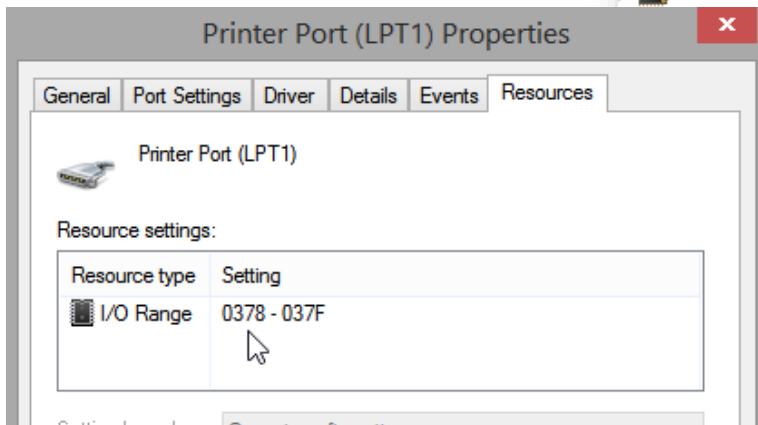 Printer Port (LPT1) Properties
General Port Settings Driver Details Events Resources
Printer Port (LPT1)
Resource settings:
Resource type Setting
I/O Range 0378 - 037F